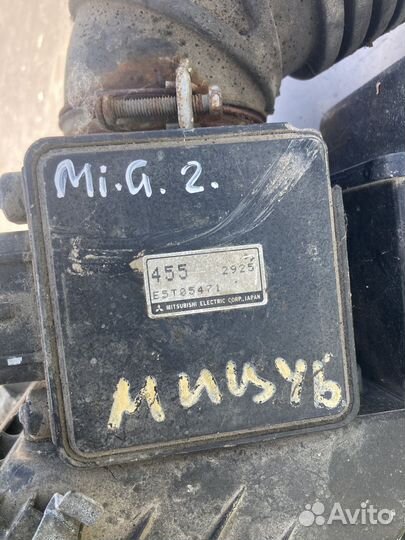 Mi.G.2.
455 2925
E5T05471
MITSUBISHI ELECTRIC CORP. JAPAN
МИЦУБ
Avito